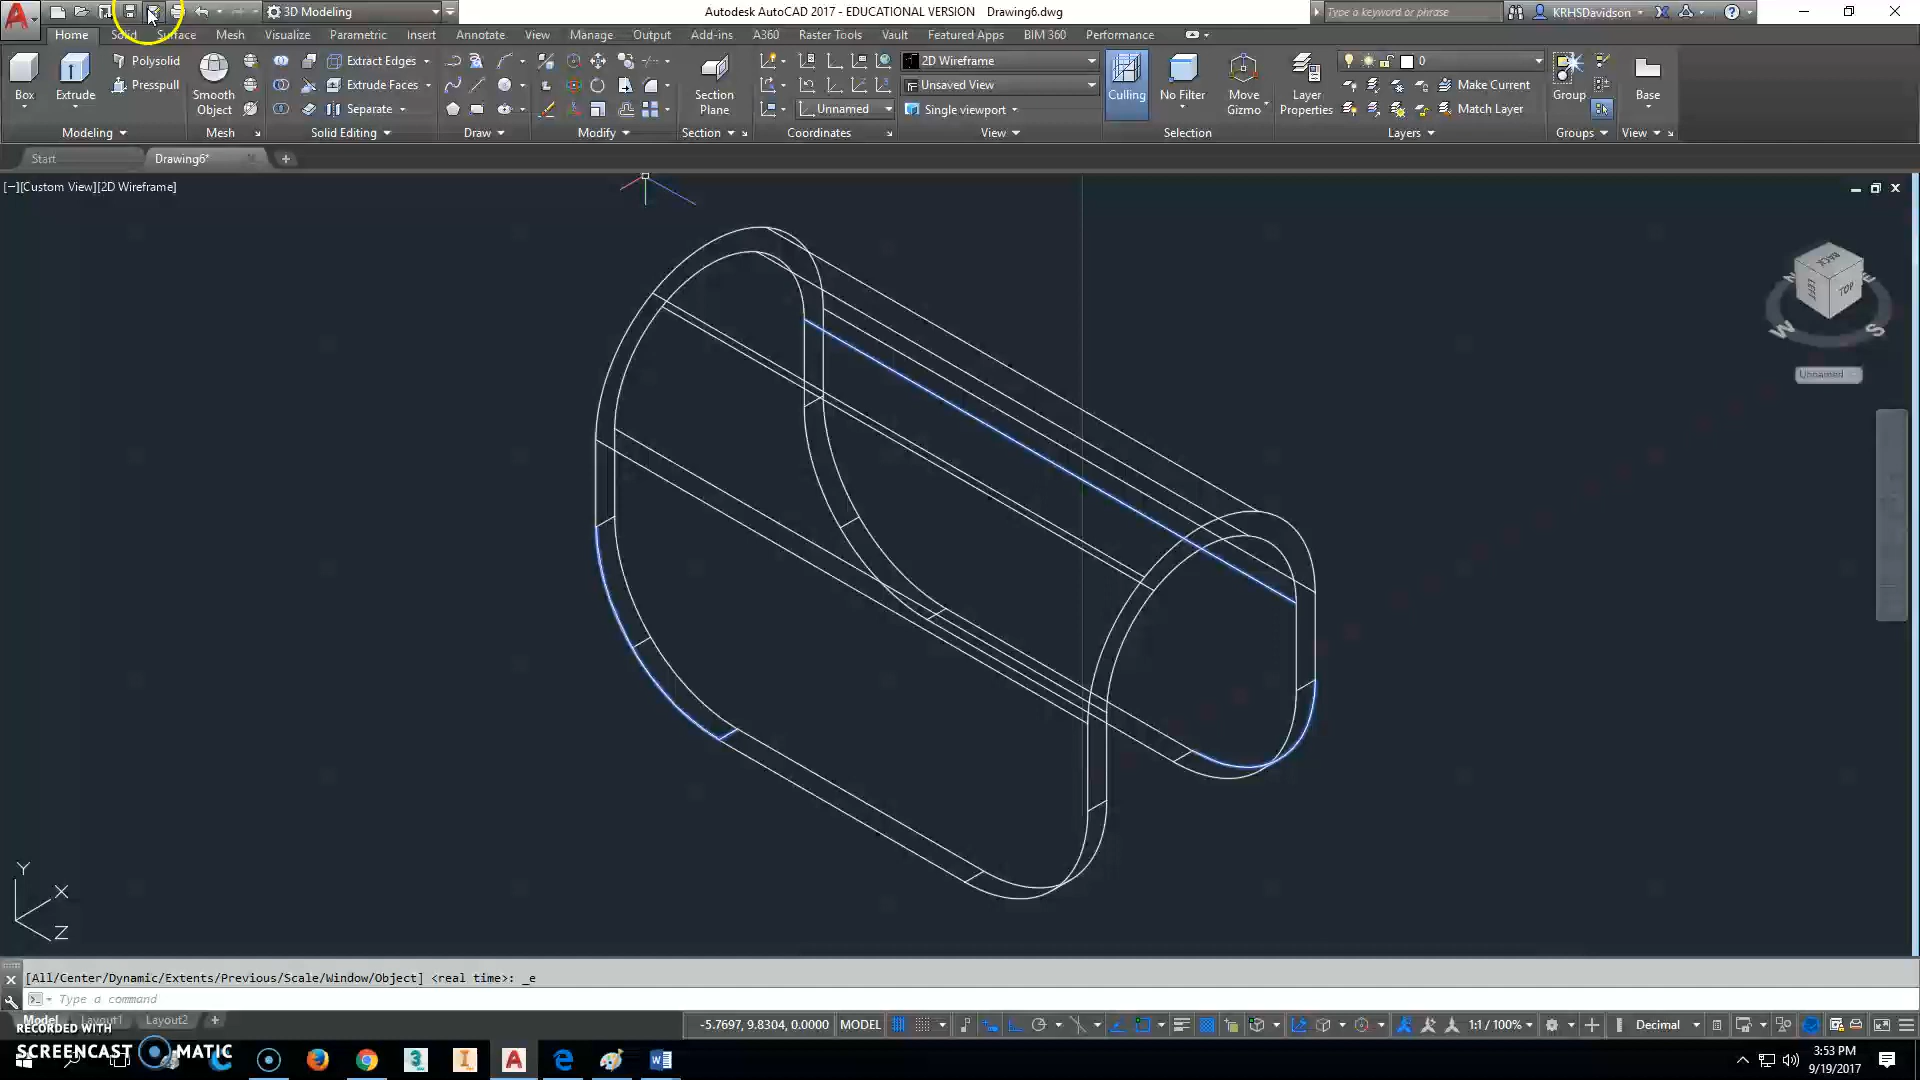 3D Modeling
Autodesk AutoCAD 2017 - EDUCATIONAL VERSION Drawing6.dwg
Type a keyword or phrase
KRHSDavidson
Home Solid Surface Mesh Visualize Parametric Insert Annotate View Manage Output Add-ins A360 Raster Tools Vault Featured Apps BIM 360 Performance
Box
Extrude
Polysolid
Presspull
Smooth
Object
Extract Edges
Extrude Faces
Separate
Section
Plane
Unnamed
2D Wireframe
Unsaved View
Single viewport
Culling
No Filter
Move
Gizmo
Layer
Properties
0
Make Current
Match Layer
Group
Base
Modeling Mesh Solid Editing Draw Modify Section Coordinates View Selection Layers Groups View
Start Drawing6*
[−][Custom View][2D Wireframe]
BACK
LEFT
TOP
N
E
W
S
Unnamed
Y
X
Z
[All/Center/Dynamic/Extents/Previous/Scale/Window/Object] <real time>: _e
Type a command
Model Layout1 Layout2
-5.7697, 9.8304, 0.0000 MODEL
1:1 / 100%
Decimal
RECORDED WITH
SCREENCAST MATIC
3:53 PM
9/19/2017